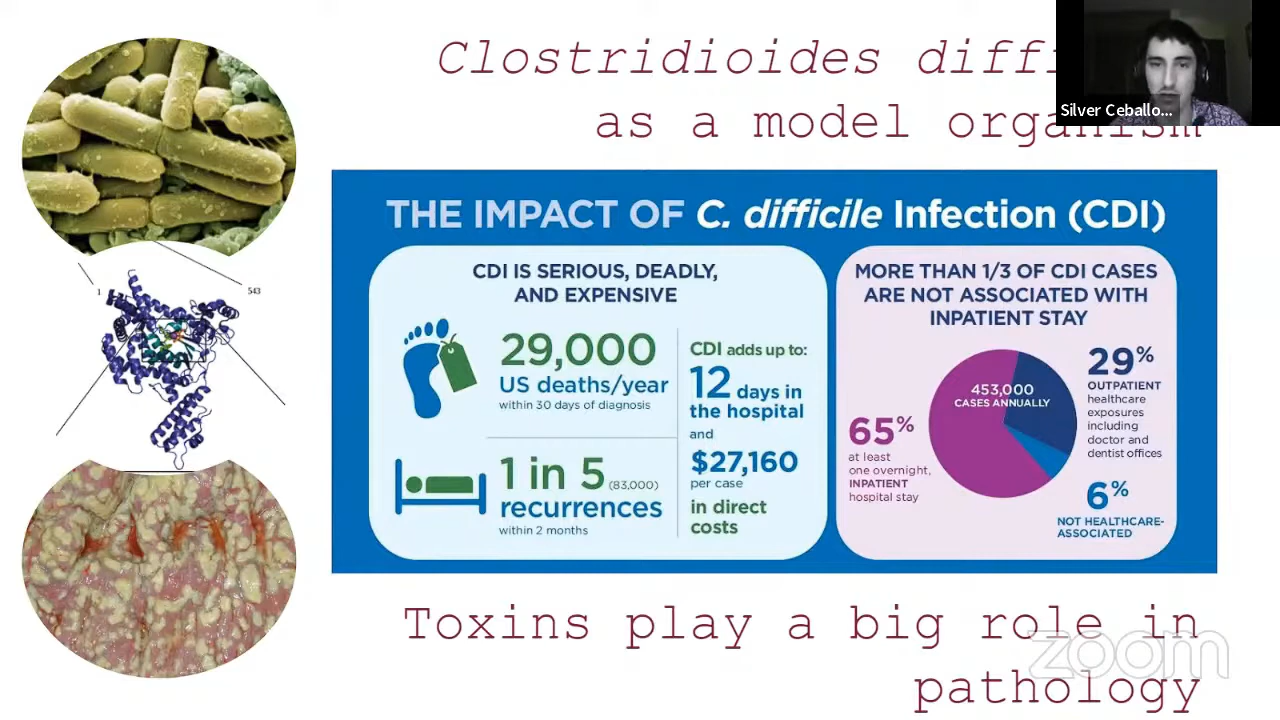 Clostridioides diffi
as a model organism
Silver Ceballo...
1
543
THE IMPACT OF C. difficile Infection (CDI)
CDI IS SERIOUS, DEADLY,
AND EXPENSIVE
29,000
US deaths/year
within 30 days of diagnosis
1 in 5 (83,000)
recurrences
within 2 months
CDI adds up to:
12 days in
the hospital
and
$27,160
per case
in direct
costs
MORE THAN 1/3 OF CDI CASES
ARE NOT ASSOCIATED WITH
INPATIENT STAY
453,000
CASES ANNUALLY
65%
at least
one overnight,
INPATIENT
hospital stay
29%
OUTPATIENT
healthcare
exposures
including
doctor and
dentist offices
6%
NOT HEALTHCARE-
ASSOCIATED
Toxins play a big role in
pathology
zoom